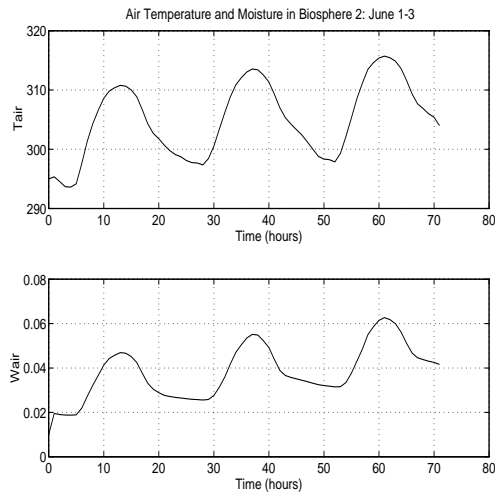 Air Temperature and Moisture in Biosphere 2: June 1-3
320
310
300
290
Tair
0 10 20 30 40 50 60 70 80
Time (hours)
0.08
0.06
0.04
0.02
0
Wair
0 10 20 30 40 50 60 70 80
Time (hours)